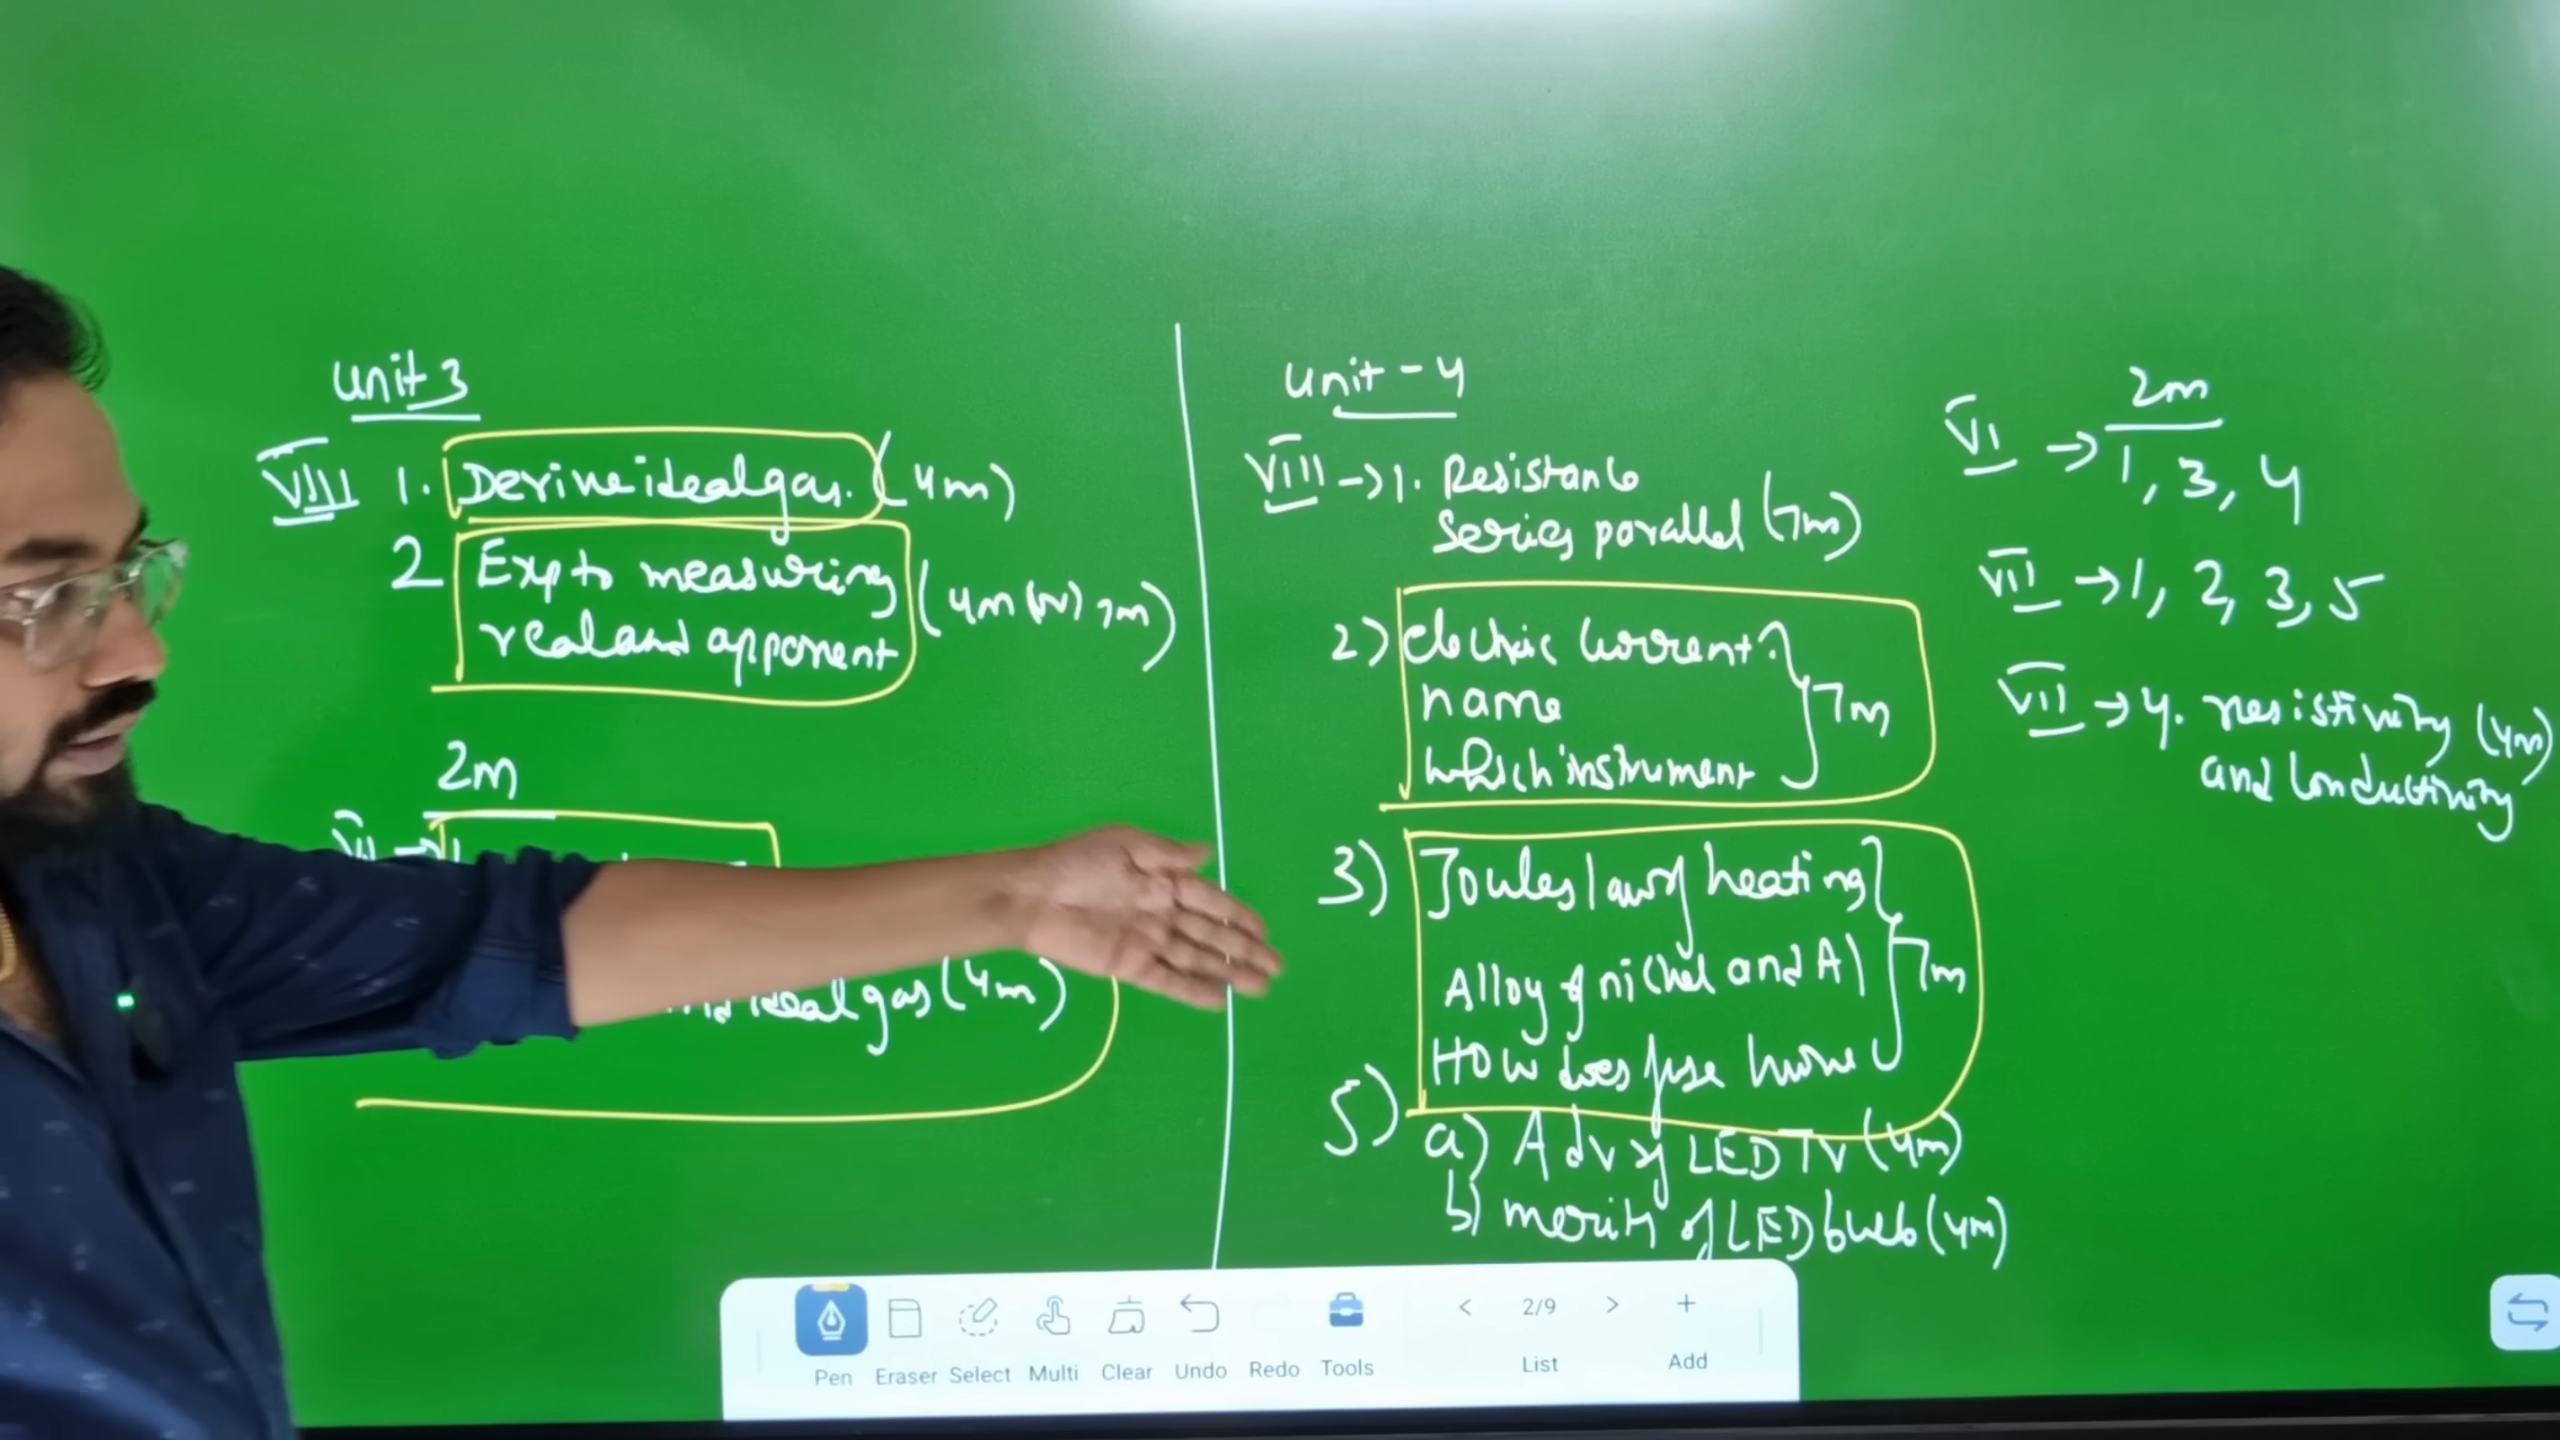 unit 3
VIII 1. Derive ideal gas. (4m)
2 Exp to measuring
real and apponent (4m (or) 7m)
2m
VII →
ideal gas (4m)
unit - 4
VIII → 1. Resistance
Series parallel (7m)
2) electric current
name
which instrument
7m
3) Joules law of heating
Alloy of nichel and Al
How does fuse
7m
5) a) Adv of LED TV (4m)
b) merits of LED bulb (4m)
2m
VI → 1, 3, 4
VII → 1, 2, 3, 5
VII → 4. resistivity (4m)
and conductivity
Pen Eraser Select Multi Clear Undo Redo Tools
< 2/9 > +
List Add